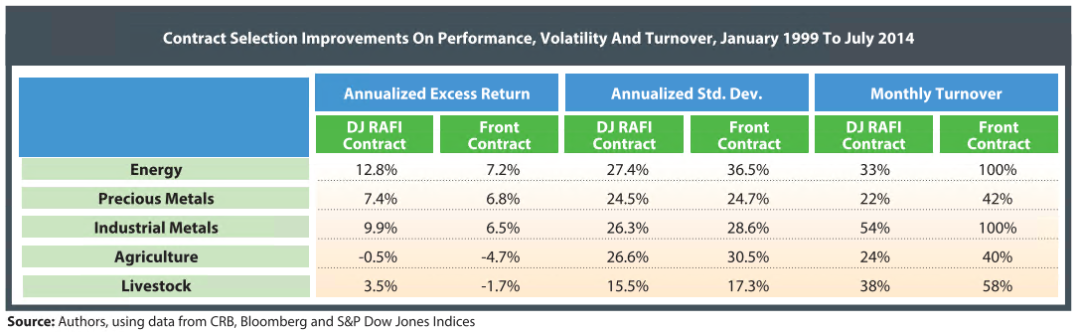 Contract Selection Improvements On Performance, Volatility And Turnover, January 1999 To July 2014
Annualized Excess Return Annualized Std. Dev. Monthly Turnover
DJ RAFI Contract Front Contract DJ RAFI Contract Front Contract DJ RAFI Contract Front Contract
Energy 12.8% 7.2% 27.4% 36.5% 33% 100%
Precious Metals 7.4% 6.8% 24.5% 24.7% 22% 42%
Industrial Metals 9.9% 6.5% 26.3% 28.6% 54% 100%
Agriculture -0.5% -4.7% 26.6% 30.5% 24% 40%
Livestock 3.5% -1.7% 15.5% 17.3% 38% 58%
Source: Authors, using data from CRB, Bloomberg and S&P Dow Jones Indices